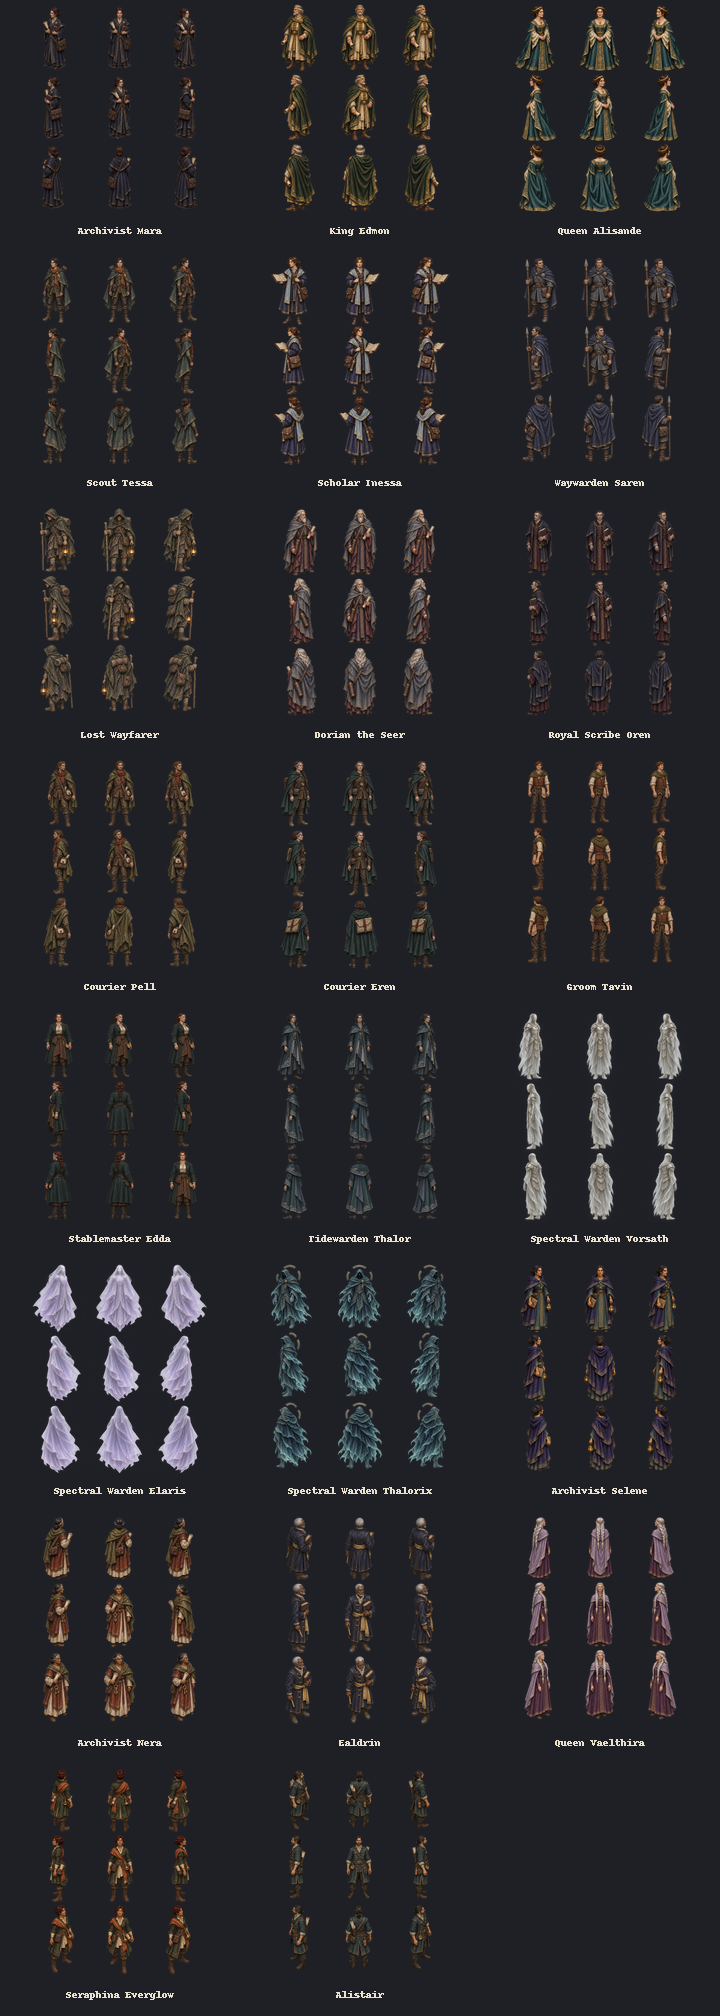 Archivist Mara
King Edmon
Queen Alisande
Scout Tessa
Scholar Inessa
Waywarden Saren
Lost Wayfarer
Dorian the Seer
Royal Scribe Oren
Courier Pell
Courier Eren
Groom Tavin
Stablemaster Edda
Tidewarden Thalor
Spectral Warden Vorsath
Spectral Warden Elaris
Spectral Warden Thalorix
Archivist Selene
Archivist Nera
Ealdrin
Queen Vaelthira
Seraphina Everglow
Alistair